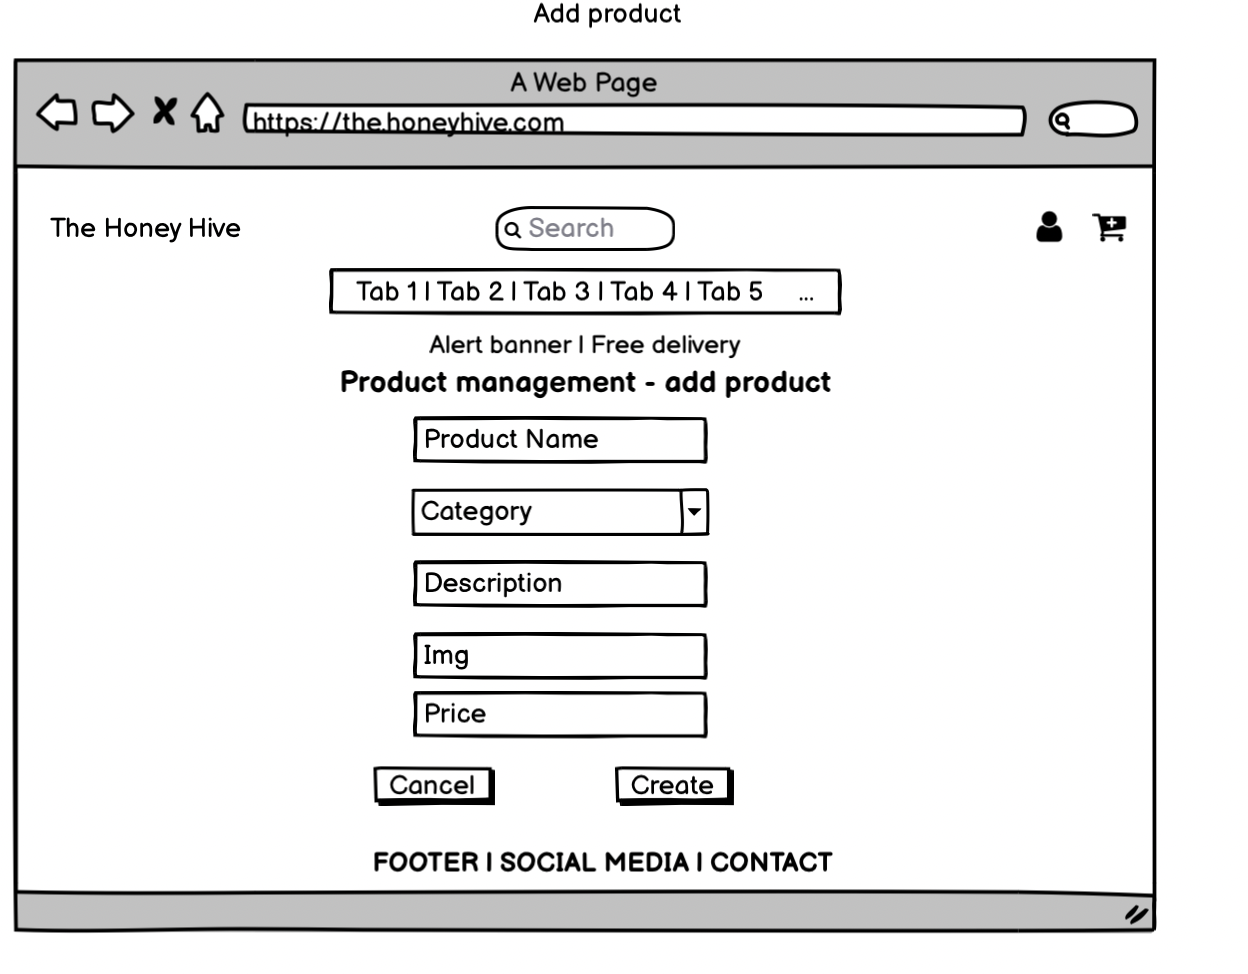 Add product
A Web Page
https://the.honeyhive.com
The Honey Hive
Search
Tab 1 | Tab 2 | Tab 3 | Tab 4 | Tab 5 ...
Alert banner | Free delivery
Product management - add product
Product Name
Category
Description
Img
Price
Cancel Create
FOOTER | SOCIAL MEDIA | CONTACT